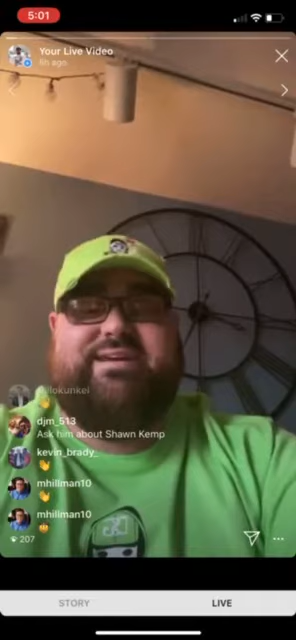 5:01
Your Live Video
6h ago
djm_513
Ask him about Shawn Kemp
kevin_brady_
mhillman10
mhillman10
207
STORY
LIVE